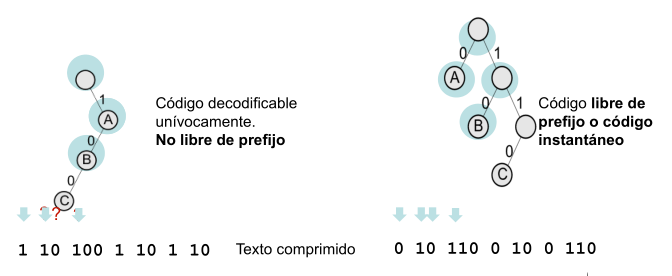 1
A
0
B
0
C
? ?
Código decodificable
unívocamente.
No libre de prefijo
0 1
A
0 1
B
0
C
Código libre de
prefijo o código
instantáneo
1 10 100 1 10 1 10
Texto comprimido
0 10 110 0 10 0 110